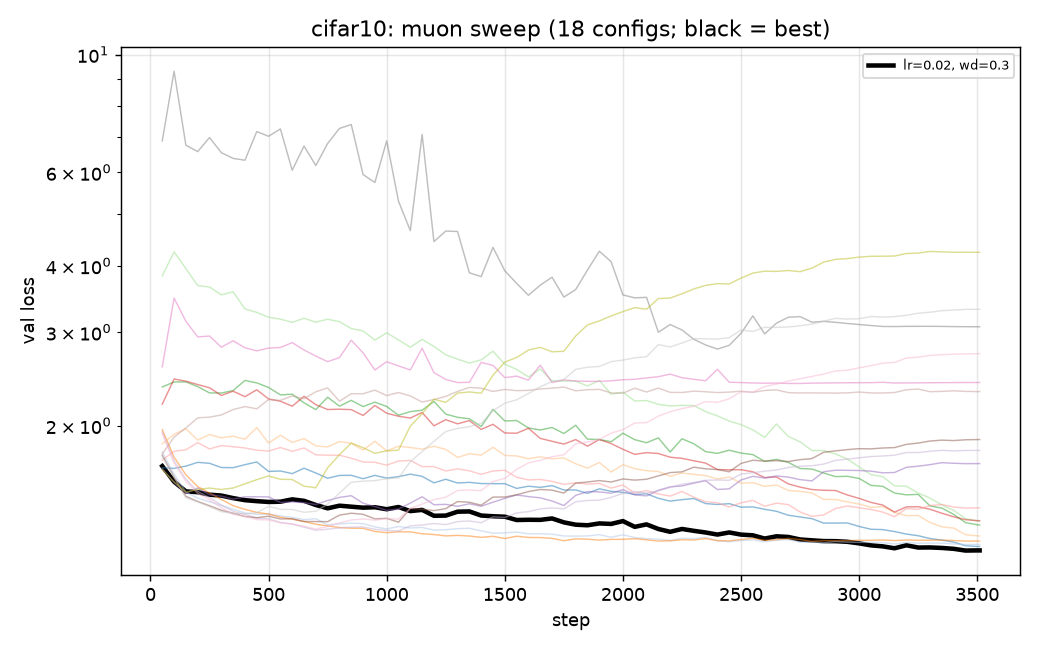 cifar10: muon sweep (18 configs; black = best)
lr=0.02, wd=0.3
10¹
6 × 10⁰
4 × 10⁰
3 × 10⁰
2 × 10⁰
val loss
0 500 1000 1500 2000 2500 3000 3500
step